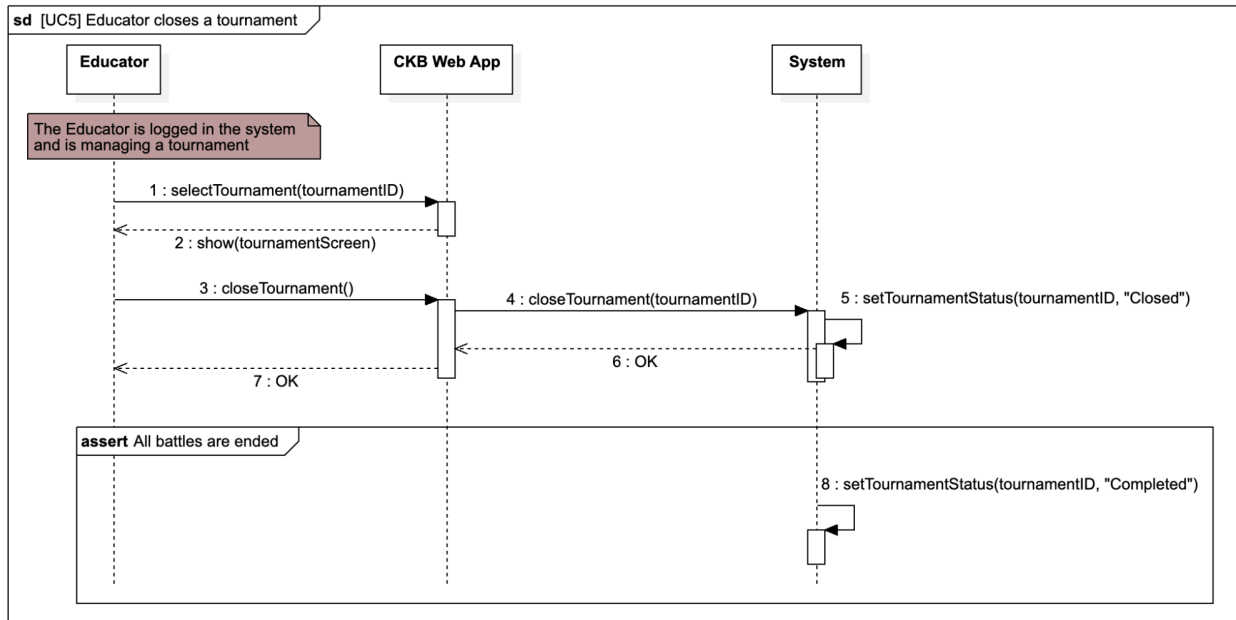 sd [UC5] Educator closes a tournament
Educator
CKB Web App
System
The Educator is logged in the system
and is managing a tournament
1 : selectTournament(tournamentID)
2 : show(tournamentScreen)
3 : closeTournament()
4 : closeTournament(tournamentID)
5 : setTournamentStatus(tournamentID, "Closed")
6 : OK
7 : OK
assert All battles are ended
8 : setTournamentStatus(tournamentID, "Completed")